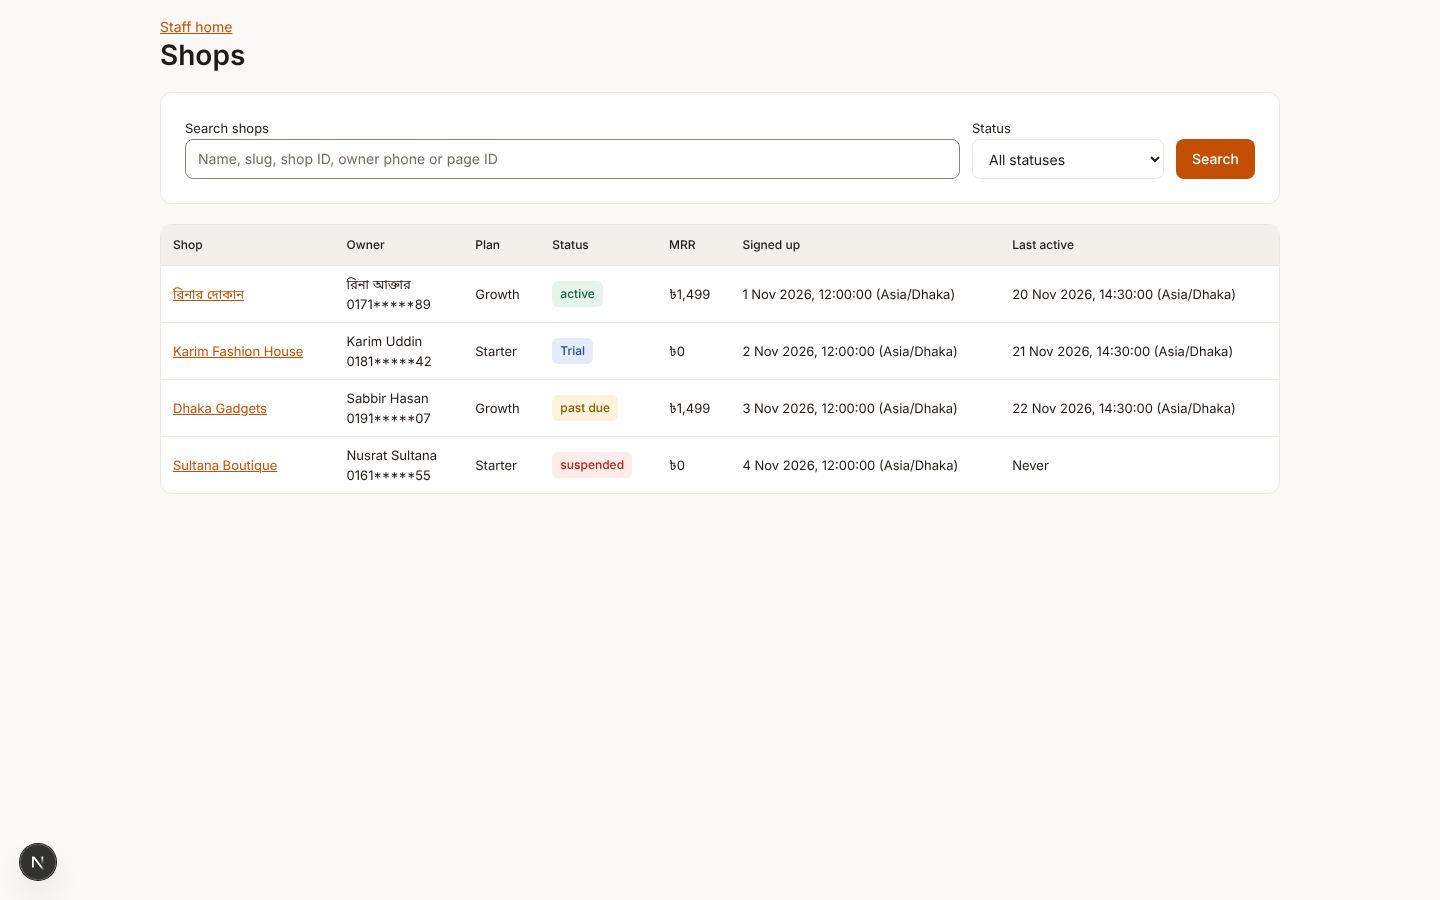 Staff home
Shops
Search shops
Status
Name, slug, shop ID, owner phone or page ID
All statuses
Search
Shop Owner Plan Status MRR Signed up Last active
রিনার দোকান রিনা আক্তার 0171*****89 Growth active ৳1,499 1 Nov 2026, 12:00:00 (Asia/Dhaka) 20 Nov 2026, 14:30:00 (Asia/Dhaka)
Karim Fashion House Karim Uddin 0181*****42 Starter Trial ৳0 2 Nov 2026, 12:00:00 (Asia/Dhaka) 21 Nov 2026, 14:30:00 (Asia/Dhaka)
Dhaka Gadgets Sabbir Hasan 0191*****07 Growth past due ৳1,499 3 Nov 2026, 12:00:00 (Asia/Dhaka) 22 Nov 2026, 14:30:00 (Asia/Dhaka)
Sultana Boutique Nusrat Sultana 0161*****55 Starter suspended ৳0 4 Nov 2026, 12:00:00 (Asia/Dhaka) Never
N